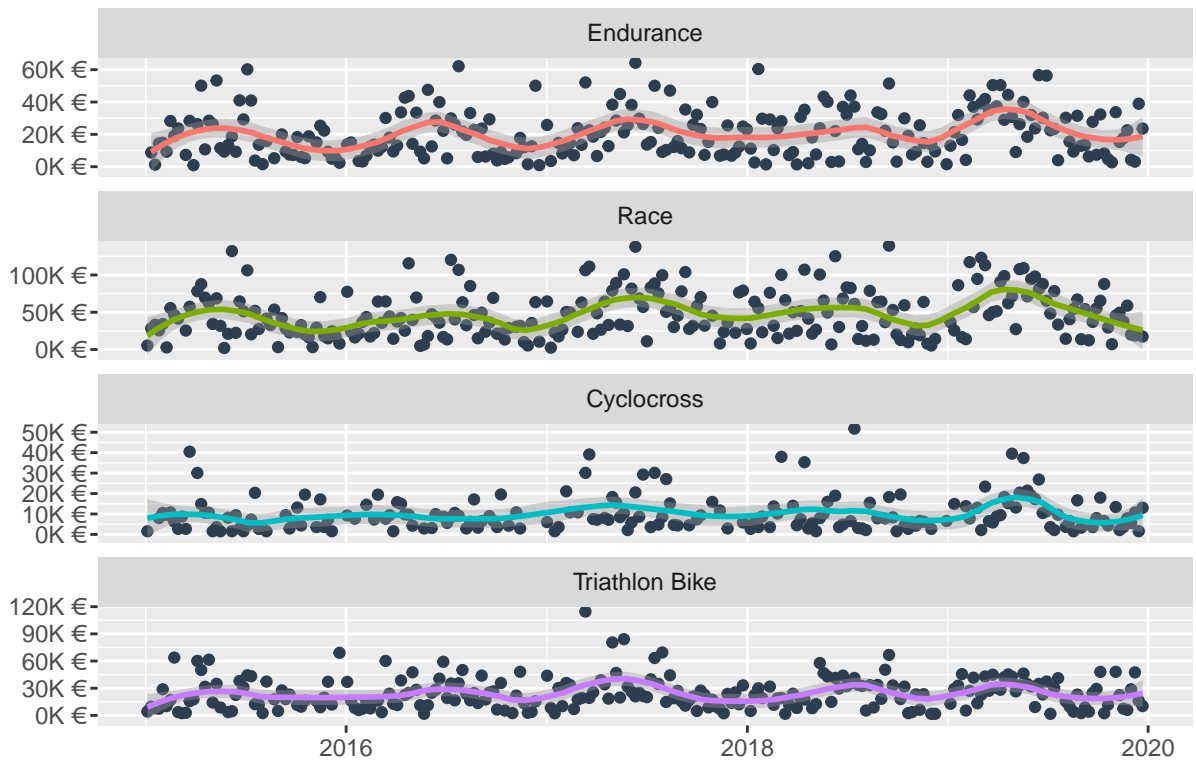 Endurance
60K €
40K €
20K €
0K €
Race
100K €
50K €
0K €
Cyclocross
50K €
40K €
30K €
20K €
10K €
0K €
Triathlon Bike
120K €
90K €
60K €
30K €
0K €
2016 2018 2020